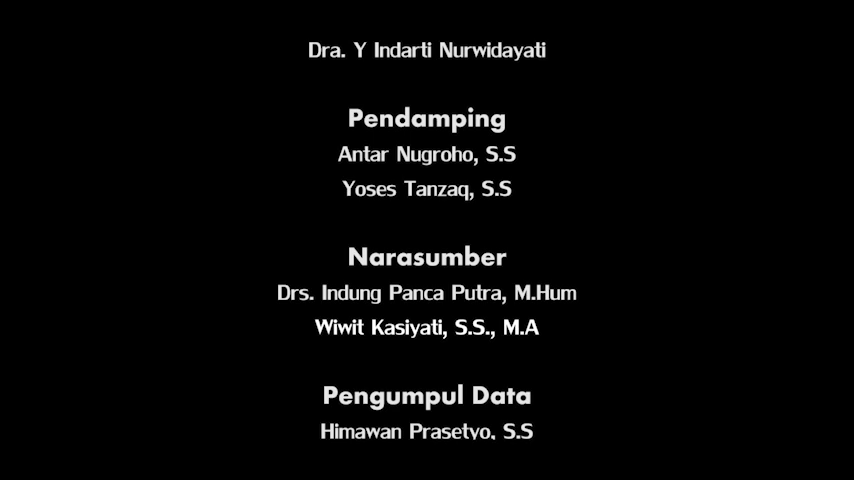 Dra. Y Indarti Nurwidayati
Pendamping
Antar Nugroho, S.S
Yoses Tanzaq, S.S
Narasumber
Drs. Indung Panca Putra, M.Hum
Wiwit Kasiyati, S.S., M.A
Pengumpul Data
Himawan Prasetyo, S.S